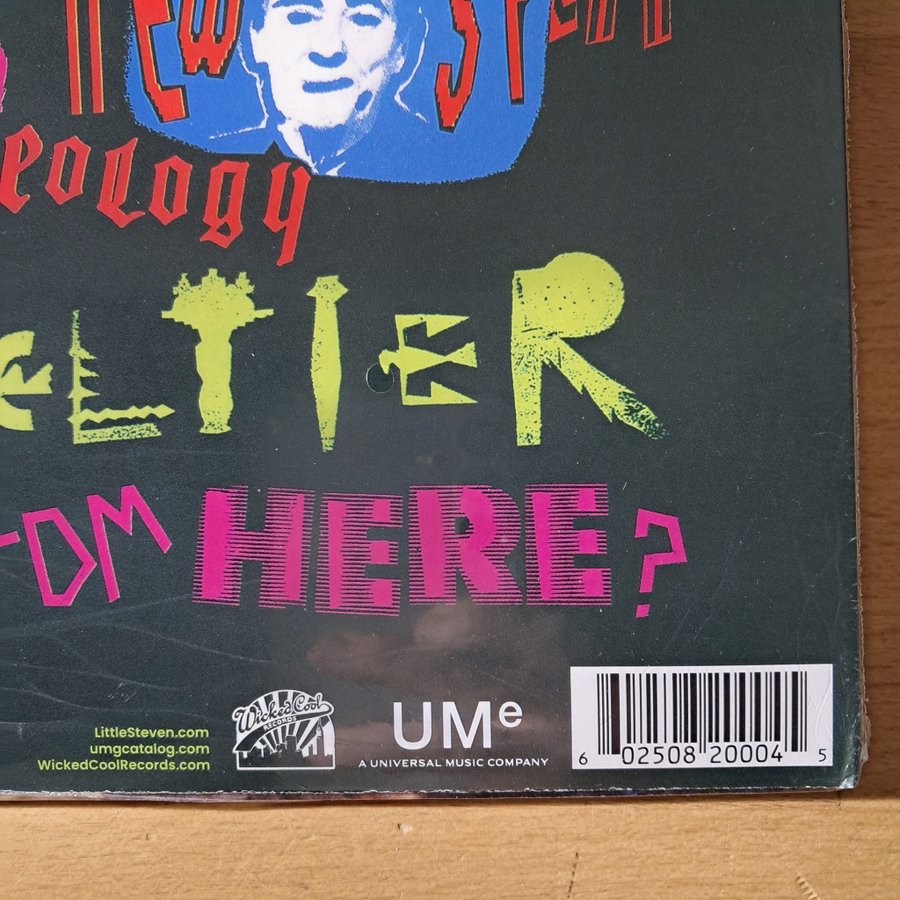 eology
ELTIER
TOM HERE?
LittleSteven.com
umgcatalog.com
WickedCoolRecords.com
Wicked Cool
RECORDS
UMe
A UNIVERSAL MUSIC COMPANY
6 02508 20004 5